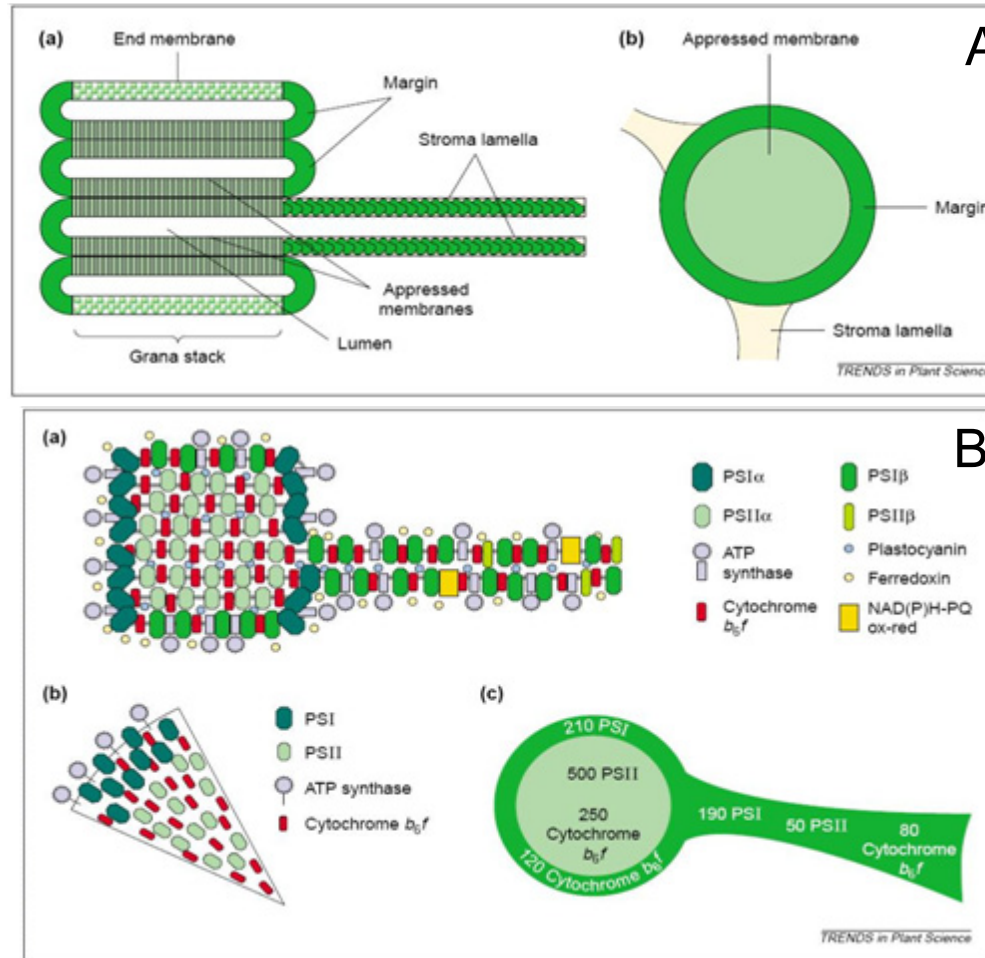 A
(a)
End membrane
Margin
Stroma lamella
Appressed
membranes
Lumen
Grana stack
(b)
Appressed membrane
Margin
Stroma lamella
TRENDS in Plant Science
B
(a)
PSIα
PSIIα
ATP
synthase
Cytochrome
b₆f
PSIβ
PSIIβ
Plastocyanin
Ferredoxin
NAD(P)H-PQ
ox-red
(b)
PSI
PSII
ATP synthase
Cytochrome b₆f
(c)
210 PSI
500 PSII
250
Cytochrome
b₆f
120 Cytochrome b₆f
190 PSI
50 PSII
80
Cytochrome
b₆f
TRENDS in Plant Science